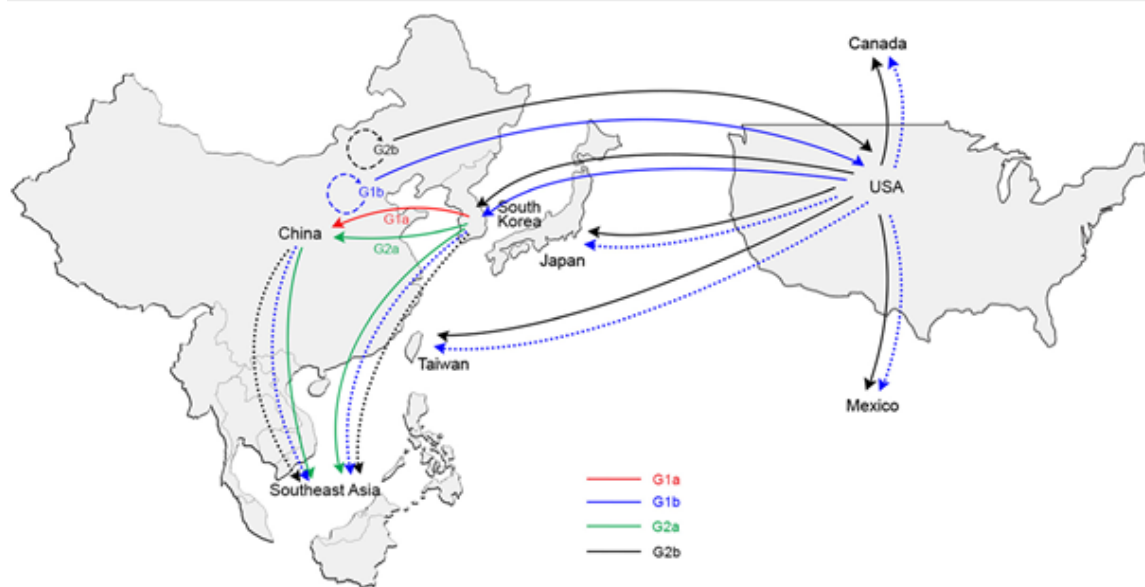 Canada
G2b
G1b
USA
South
Korea
G1a
China
G2a
Japan
Taiwan
Mexico
Southeast Asia
G1a
G1b
G2a
G2b